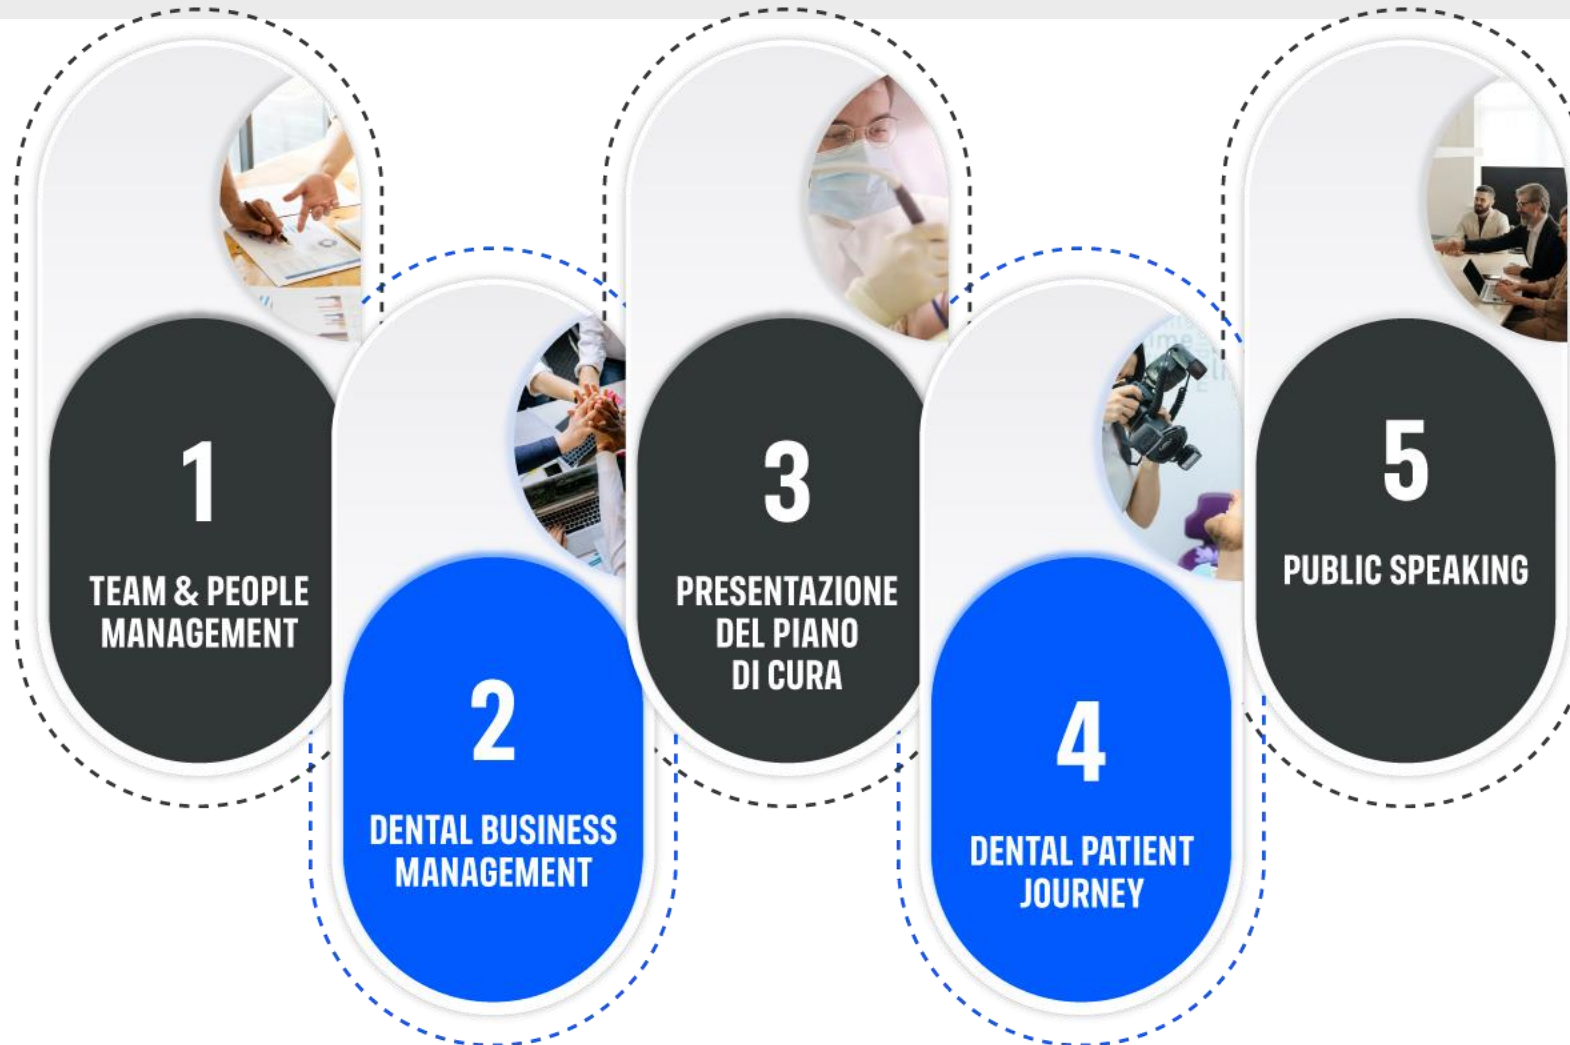 1
TEAM & PEOPLE
MANAGEMENT
2
DENTAL BUSINESS
MANAGEMENT
3
PRESENTAZIONE
DEL PIANO
DI CURA
4
DENTAL PATIENT
JOURNEY
5
PUBLIC SPEAKING